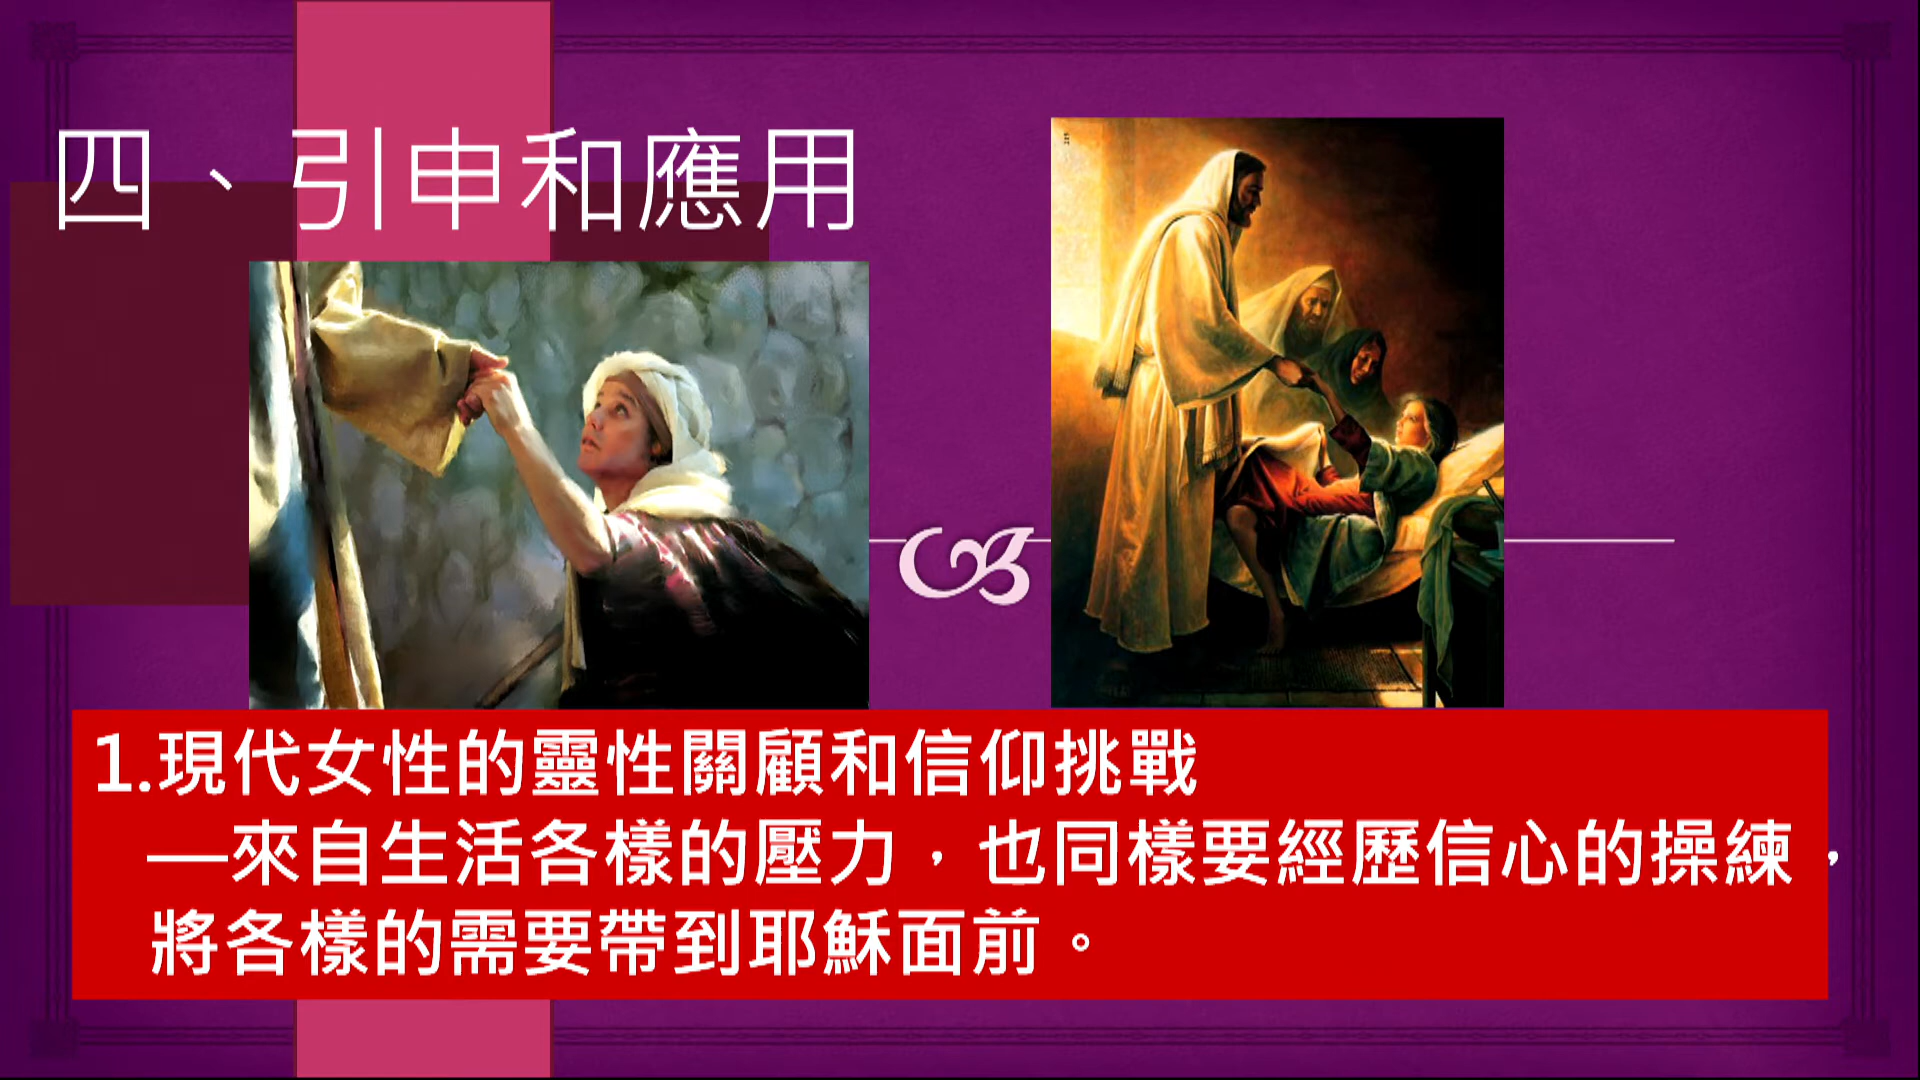 四、引申和應用
1.現代女性的靈性關顧和信仰挑戰
—來自生活各樣的壓力，也同樣要經歷信心的操練，
將各樣的需要帶到耶穌面前。